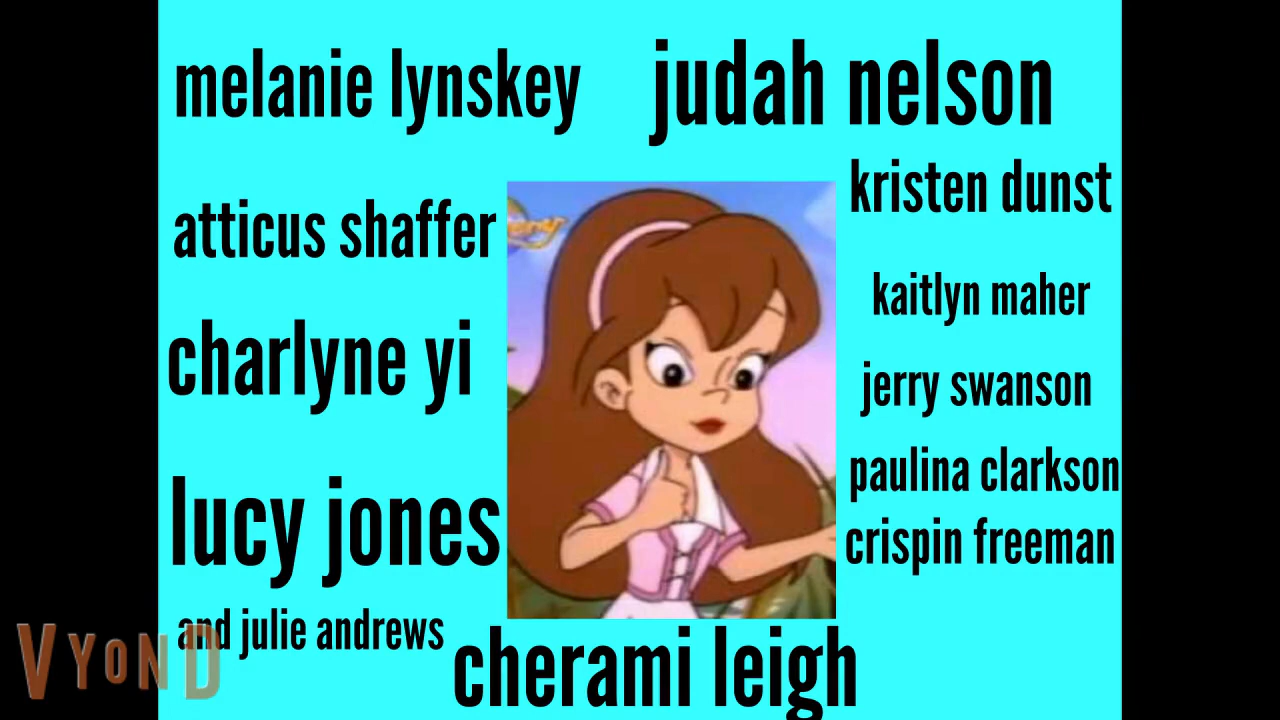 melanie lynskey
judah nelson
kristen dunst
atticus shaffer
kaitlyn maher
charlyne yi
jerry swanson
paulina clarkson
lucy jones
crispin freeman
and julie andrews
cherami leigh
VYOND